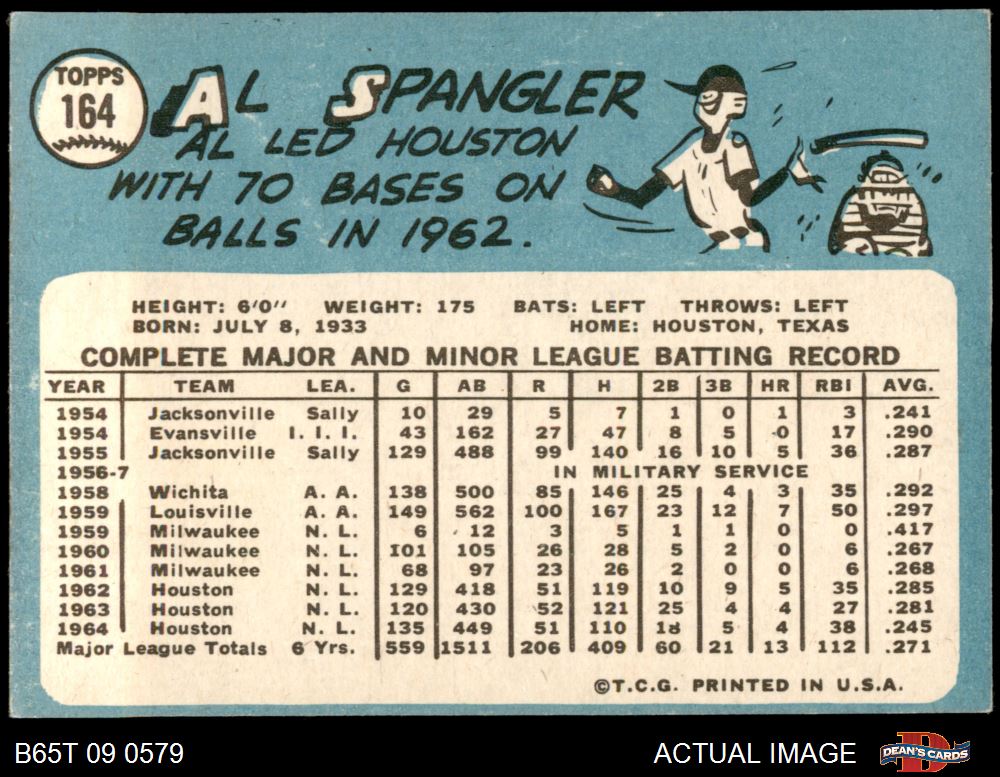 TOPPS
164
AL SPANGLER
AL LED HOUSTON
WITH 70 BASES ON
BALLS IN 1962.
HEIGHT: 6'0" WEIGHT: 175 BATS: LEFT THROWS: LEFT
BORN: JULY 8, 1933 HOME: HOUSTON, TEXAS
COMPLETE MAJOR AND MINOR LEAGUE BATTING RECORD
YEAR TEAM LEA. G AB R H 2B 3B HR RBI AVG.
1954 Jacksonville Sally 10 29 5 7 1 0 1 3 .241
1954 Evansville I. I. I. 43 162 27 47 8 5 0 17 .290
1955 Jacksonville Sally 129 488 99 140 16 10 5 36 .287
1956-7 IN MILITARY SERVICE
1958 Wichita A. A. 138 500 85 146 25 4 3 35 .292
1959 Louisville A. A. 149 562 100 167 23 12 7 50 .297
1959 Milwaukee N. L. 6 12 3 5 1 1 0 0 .417
1960 Milwaukee N. L. 101 105 26 28 5 2 0 6 .267
1961 Milwaukee N. L. 68 97 23 26 2 0 0 6 .268
1962 Houston N. L. 129 418 51 119 10 9 5 35 .285
1963 Houston N. L. 120 430 52 121 25 4 4 27 .281
1964 Houston N. L. 135 449 51 110 18 5 4 38 .245
Major League Totals 6 Yrs. 559 1511 206 409 60 21 13 112 .271
©T.C.G. PRINTED IN U.S.A.
B65T 09 0579 ACTUAL IMAGE DEAN'S CARDS